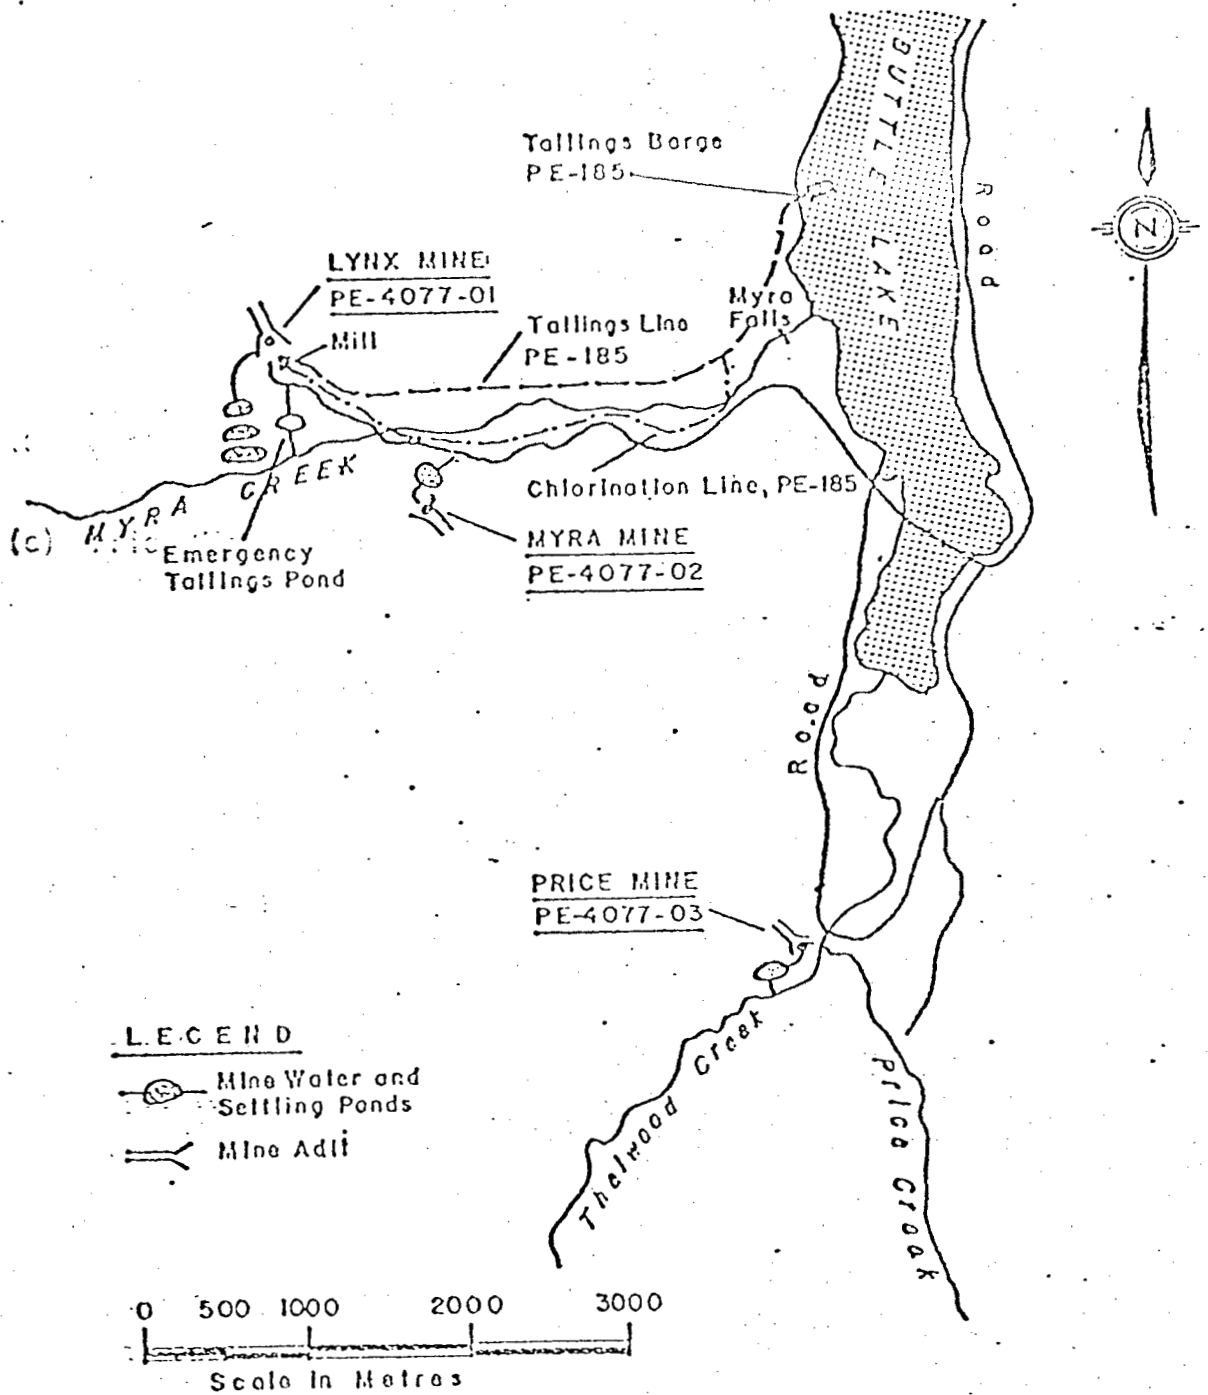 BUTTLE LAKE
Tailings Barge
PE-185
Road
N
LYNX MINE
PE-4077-01
Mill
Tailings Line
PE-185
Myra
Falls
MYRA CREEK
Chlorination Line, PE-185
(c)
Emergency
Tailings Pond
MYRA MINE
PE-4077-02
Road
PRICE MINE
PE-4077-03
Thelwood Creek
Price Creek
LEGEND
Mine Water and
Settling Ponds
Mine Adit
0 500 1000 2000 3000
Scale in Metres